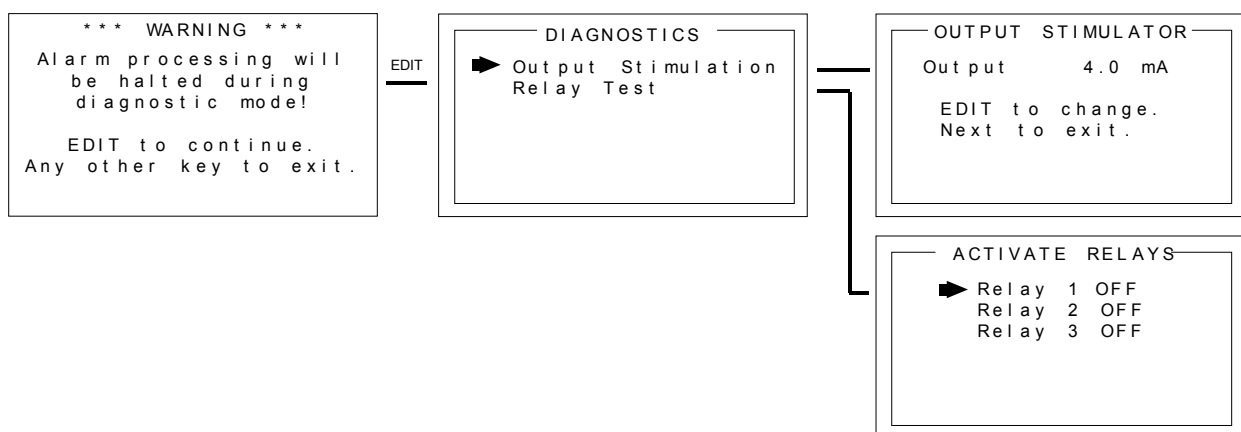 *** WARNING ***
Alarm processing will
be halted during
diagnostic mode!
EDIT to continue.
Any other key to exit.
EDIT
DIAGNOSTICS
Output Stimulation
Relay Test
OUTPUT STIMULATOR
Output 4.0 mA
EDIT to change.
Next to exit.
ACTIVATE RELAYS
Relay 1 OFF
Relay 2 OFF
Relay 3 OFF